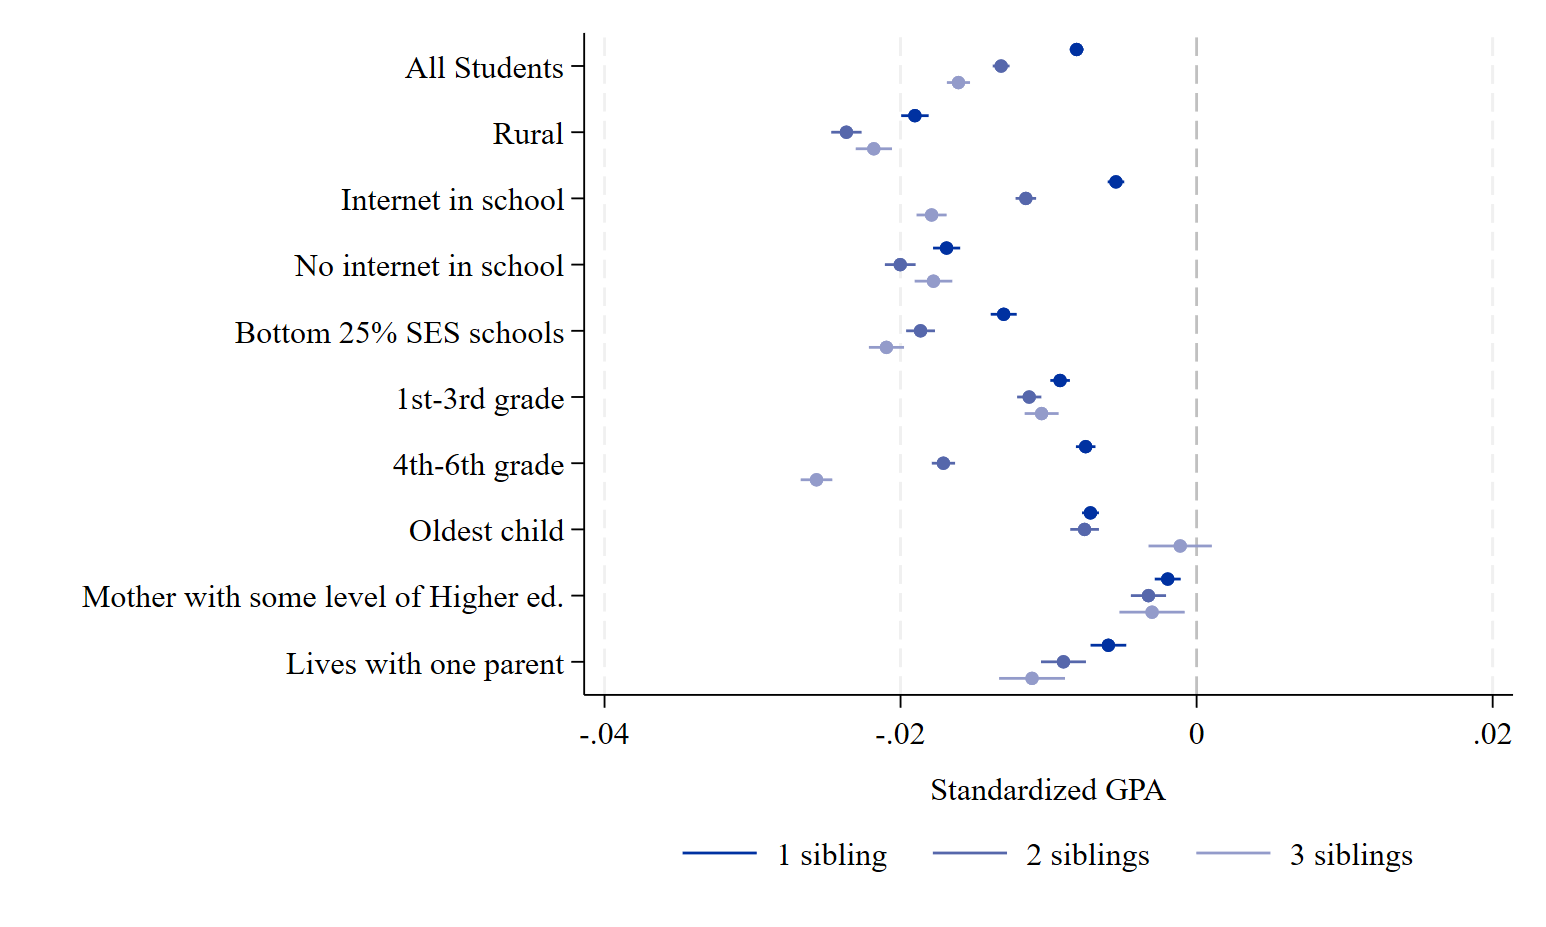 All Students
Rural
Internet in school
No internet in school
Bottom 25% SES schools
1st-3rd grade
4th-6th grade
Oldest child
Mother with some level of Higher ed.
Lives with one parent
-.04 -.02 0 .02
Standardized GPA
1 sibling 2 siblings 3 siblings